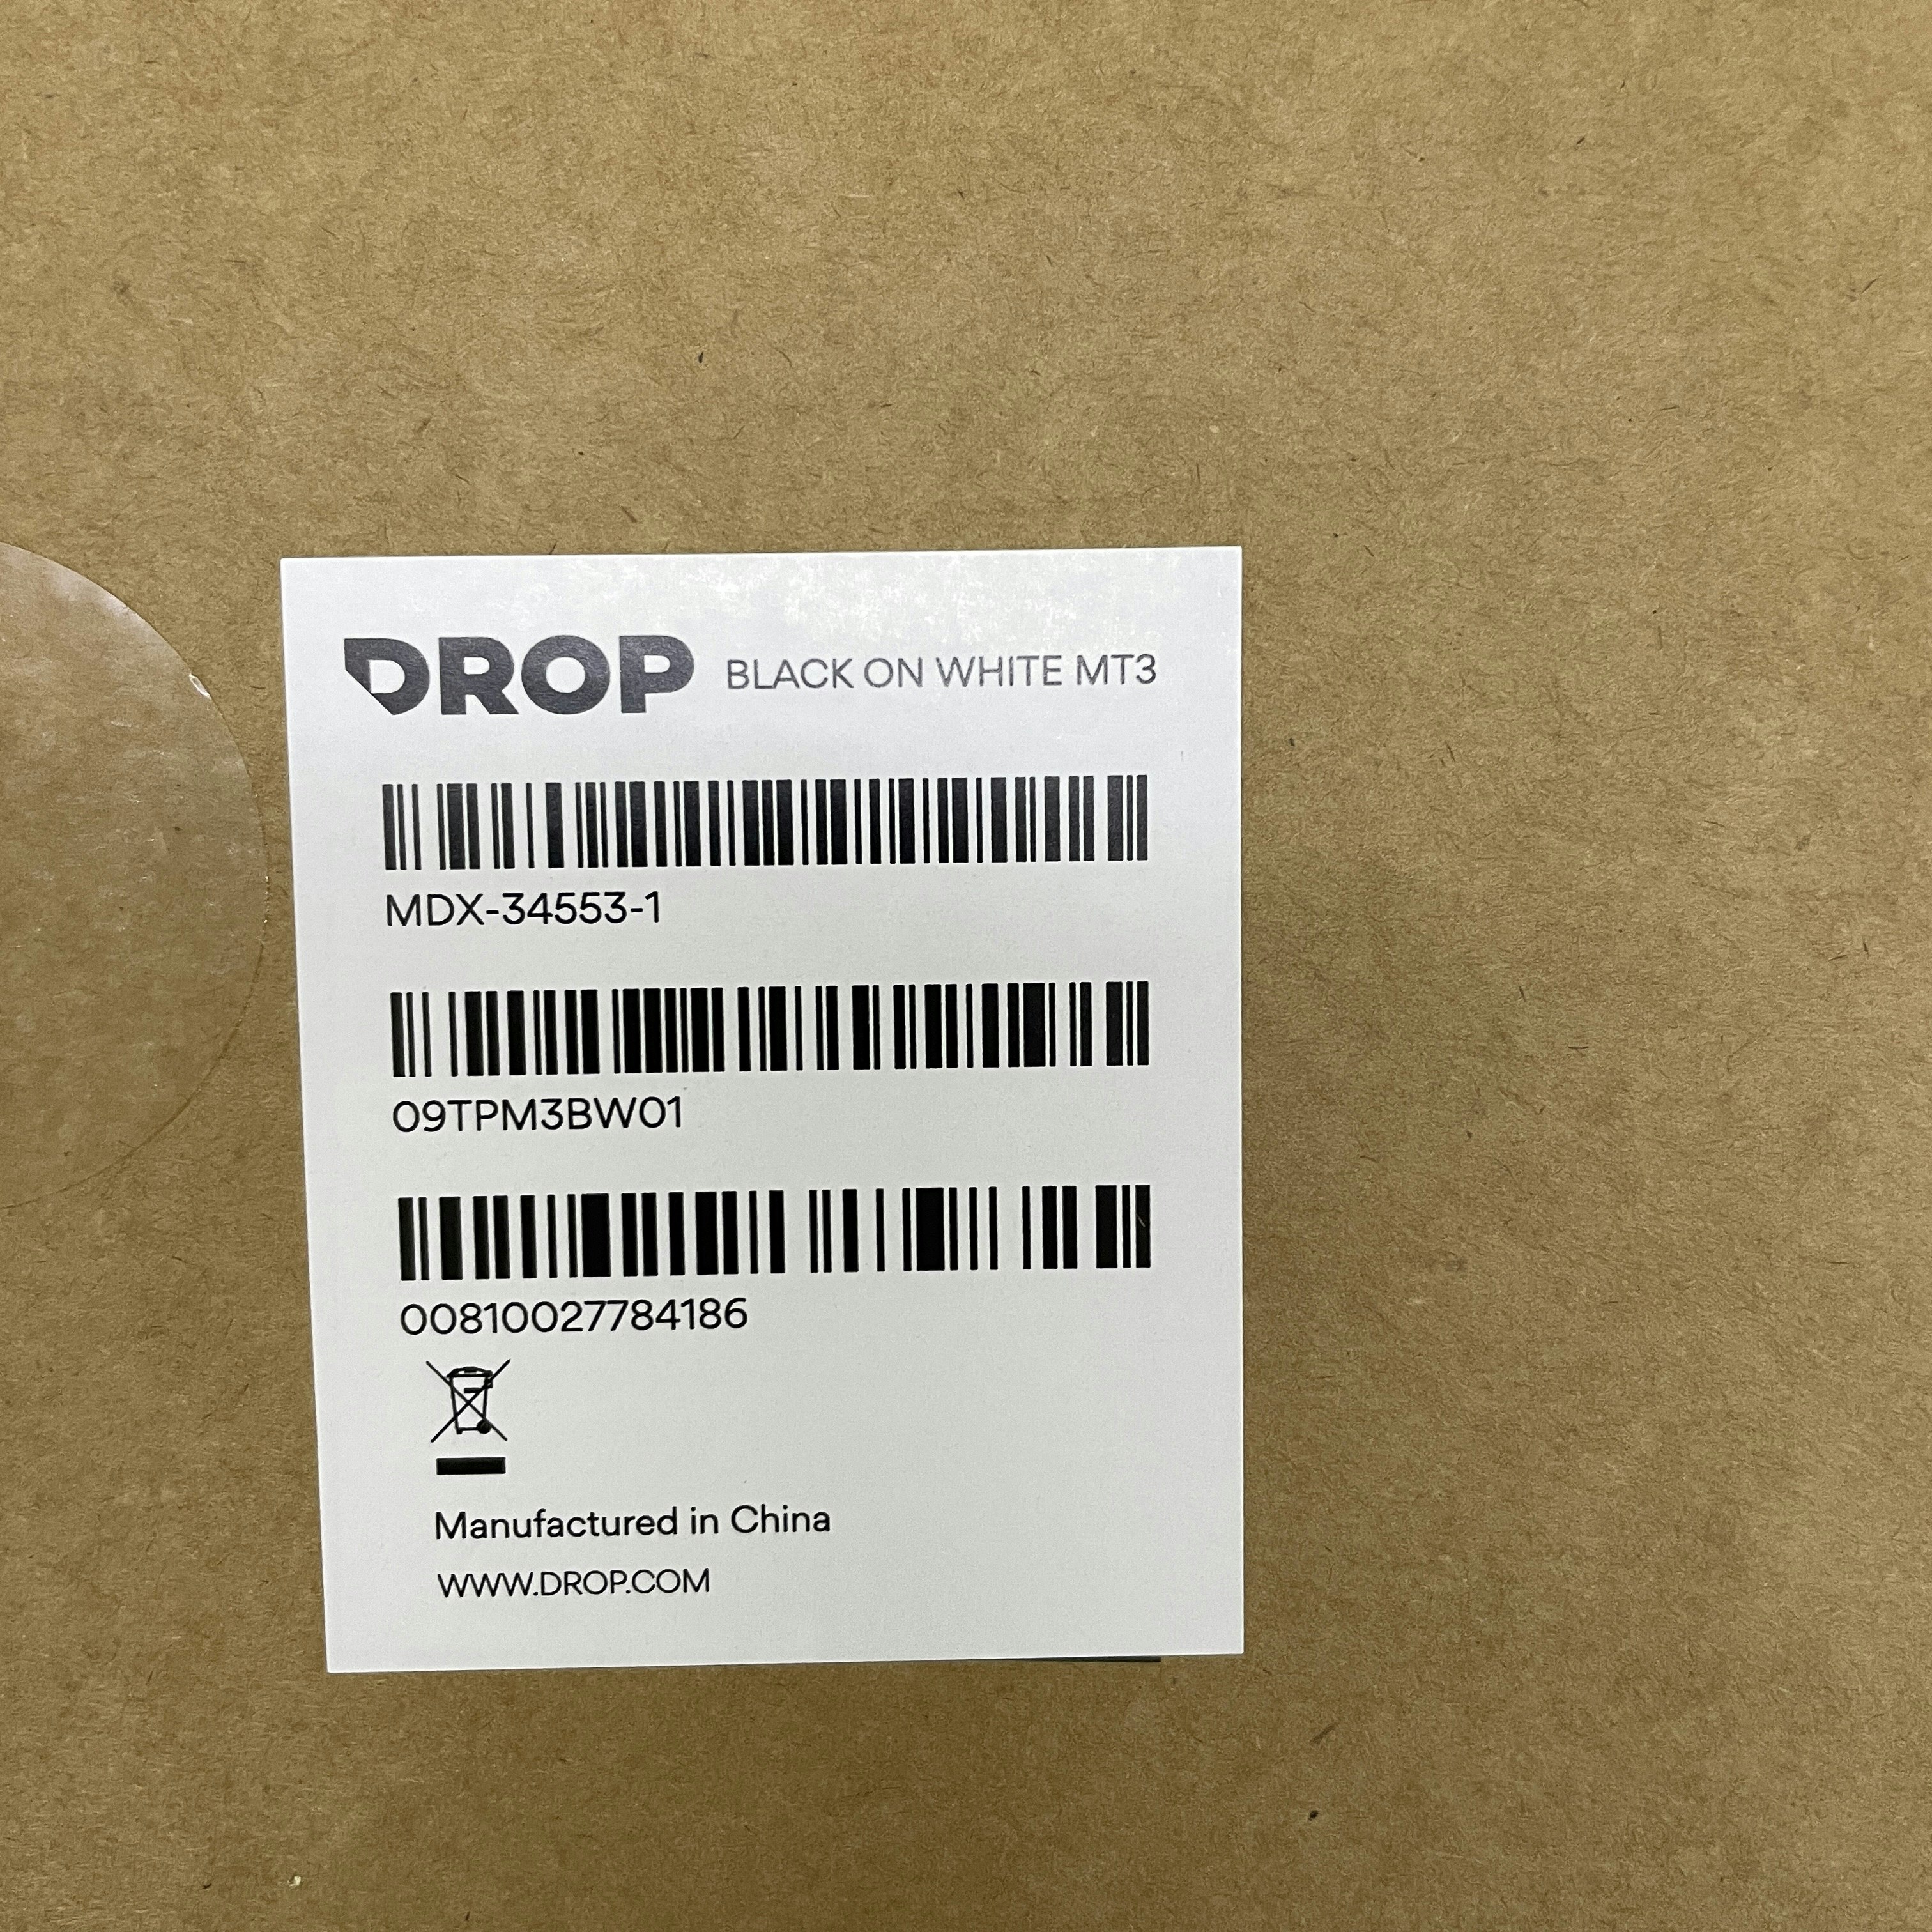 DROP BLACK ON WHITE MT3
MDX-34553-1
09TPM3BW01
00810027784186
Manufactured in China
WWW.DROP.COM